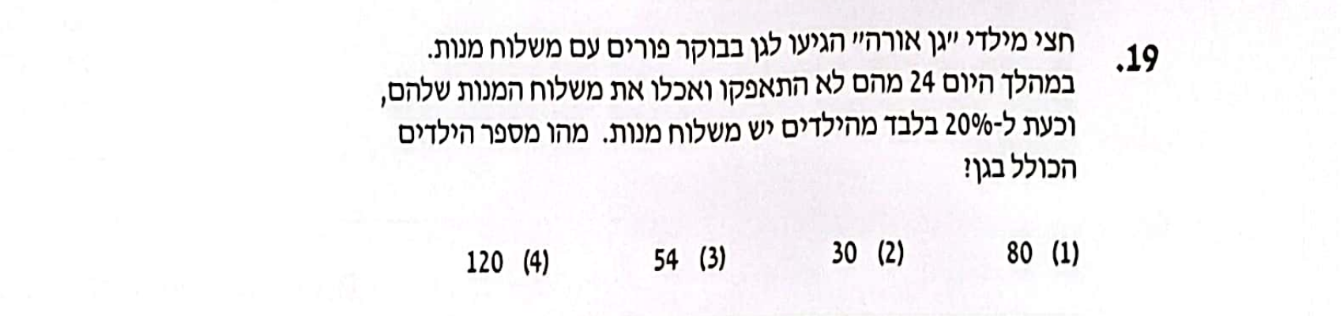 19. חצי מילדי "גן אורה" הגיעו לגן בבוקר פורים עם משלוח מנות.
במהלך היום 24 מהם לא התאפקו ואכלו את משלוח המנות שלהם,
וכעת ל-20% בלבד מהילדים יש משלוח מנות. מהו מספר הילדים
הכולל בגן?
(1) 80 (2) 30 (3) 54 (4) 120